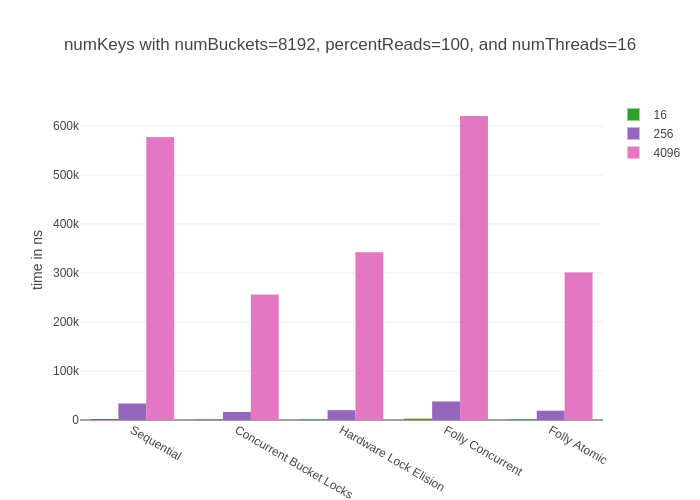 numKeys with numBuckets=8192, percentReads=100, and numThreads=16
16
256
4096
time in ns
600k
500k
400k
300k
200k
100k
0
Sequential
Concurrent Bucket Locks
Hardware Lock Elision
Folly Concurrent
Folly Atomic